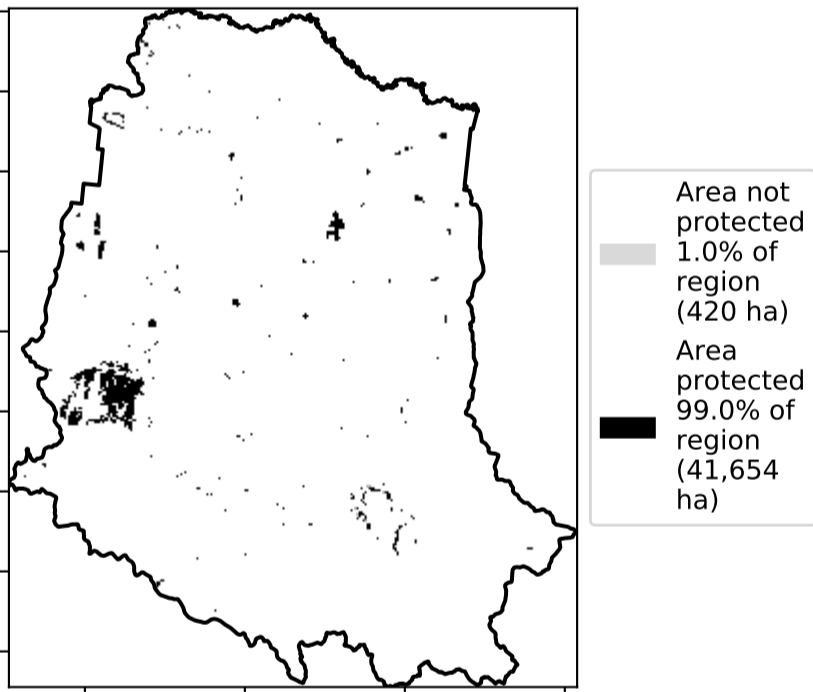 Area not
protected
1.0% of
region
(420 ha)
Area
protected
99.0% of
region
(41,654
ha)